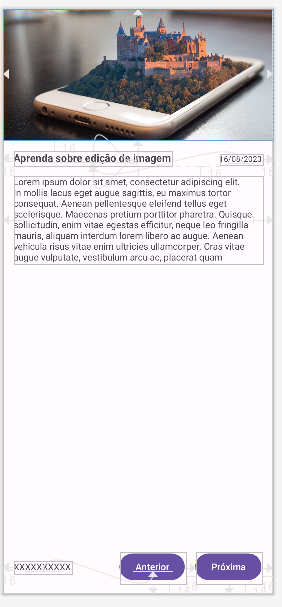 Aprenda sobre edição de imagem
16/08/2023
Lorem ipsum dolor sit smet, consectetur adipiscing elit.
In mollis lacus eget augue sagittis, eu maximus tortor
consequat. Aenean pellentesque eleifend tellus eget
scelerisque. Maecenas pretium porttitor pharetra. Quisque
sollicitudin, enim vitae egestas efficitur, neque leo fringilla
mauris, aliquam interdum lorem libero ac augue. Aenean
vehicula risus vitae enim ultricies ullamcorper. Cras vitae
augue vulputate, vestibulum arcu ac, placerat quam
XXXXXXXXXX
Anterior
Próxima